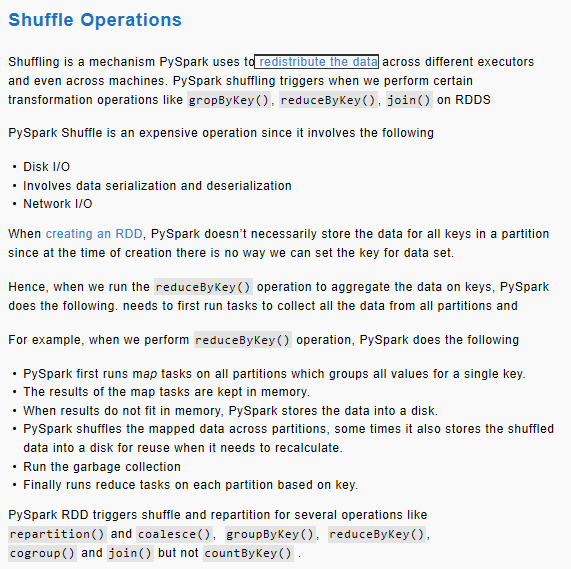 Shuffle Operations
Shuffling is a mechanism PySpark uses to redistribute the data across different executors
and even across machines. PySpark shuffling triggers when we perform certain
transformation operations like gropByKey(), reduceByKey(), join() on RDDS
PySpark Shuffle is an expensive operation since it involves the following
• Disk I/O
• Involves data serialization and deserialization
• Network I/O
When creating an RDD, PySpark doesn't necessarily store the data for all keys in a partition
since at the time of creation there is no way we can set the key for data set.
Hence, when we run the reduceByKey() operation to aggregate the data on keys, PySpark
does the following. needs to first run tasks to collect all the data from all partitions and
For example, when we perform reduceByKey() operation, PySpark does the following
• PySpark first runs map tasks on all partitions which groups all values for a single key.
• The results of the map tasks are kept in memory.
• When results do not fit in memory, PySpark stores the data into a disk.
• PySpark shuffles the mapped data across partitions, some times it also stores the shuffled
data into a disk for reuse when it needs to recalculate.
• Run the garbage collection
• Finally runs reduce tasks on each partition based on key.
PySpark RDD triggers shuffle and repartition for several operations like
repartition() and coalesce(), groupByKey(), reduceByKey(),
cogroup() and join() but not countByKey() .